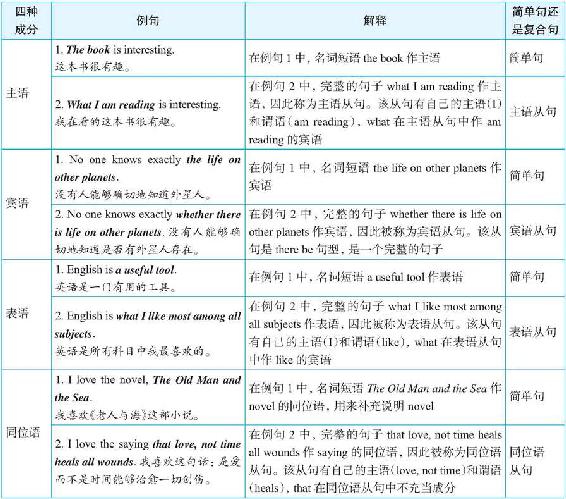 四种
成分
例句
解释
简单句还
是复合句
主语
1. The book is interesting.
这本书很有趣。
在例句 1 中, 名词短语 the book 作主语
简单句
2. What I am reading is interesting.
我在看的这本书很有趣。
在例句 2 中, 完整的句子 what I am reading 作主
语, 因此称为主语从句。该从句有自己的主语(I)
和谓语(am reading), what 在主语从句中作 am
reading 的宾语
主语从句
宾语
1. No one knows exactly the life on
other planets.
没有人能够确切地知道外星人。
在例句 1 中, 名词短语 the life on other planets 作
宾语
简单句
2. No one knows exactly whether there
is life on other planets. 没有人能够确
切地知道是否有外星人存在。
在例句 2 中, 完整的句子 whether there is life on
other planets 作宾语, 因此被称为宾语从句。该从
句是 there be 句型, 是一个完整的句子
宾语从句
表语
1. English is a useful tool.
英语是一门有用的工具。
在例句 1 中, 名词短语 a useful tool 作表语
简单句
2. English is what I like most among all
subjects.
英语是所有科目中我最喜欢的。
在例句 2 中, 完整的句子 what I like most among
all subjects 作表语, 因此被称为表语从句。该从句
有自己的主语(I)和谓语(like), what 在表语从句
中作 like 的宾语
表语从句
同位语
1. I love the novel, The Old Man and
the Sea.
我喜欢《老人与海》这部小说。
在例句 1 中, 名词短语 The Old Man and the Sea 作
novel 的同位语, 用来补充说明 novel
简单句
2. I love the saying that love, not time
heals all wounds. 我喜欢这句话：是爱
而不是时间能够治愈一切创伤。
在例句 2 中, 完整的句子 that love, not time heals
all wounds 作 saying 的同位语, 因此被称为同位语
从句。该从句有自己的主语(love, not time)和谓语
(heals), that 在同位语从句中不充当成分
同位语
从句